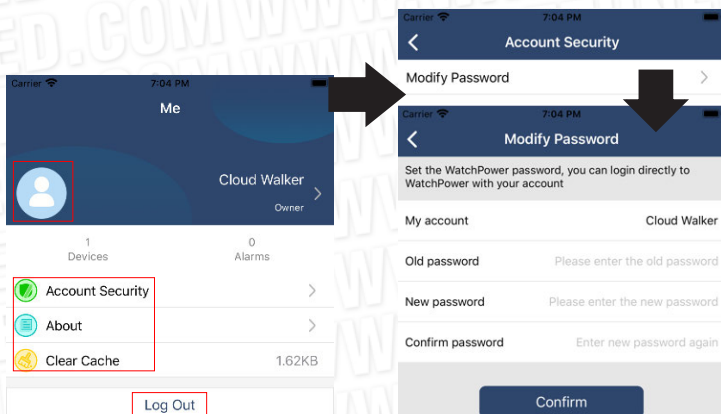 Carrier 7:04 PM
Me
Cloud Walker
Owner
1 0
Devices Alarms
Account Security
About
Clear Cache 1.62KB
Log Out
Carrier 7:04 PM
Account Security
Modify Password
Carrier 7:04 PM
Modify Password
Set the WatchPower password, you can login directly to
WatchPower with your account
My account Cloud Walker
Old password Please enter the old password
New password Please enter the new password
Confirm password Enter new password again
Confirm